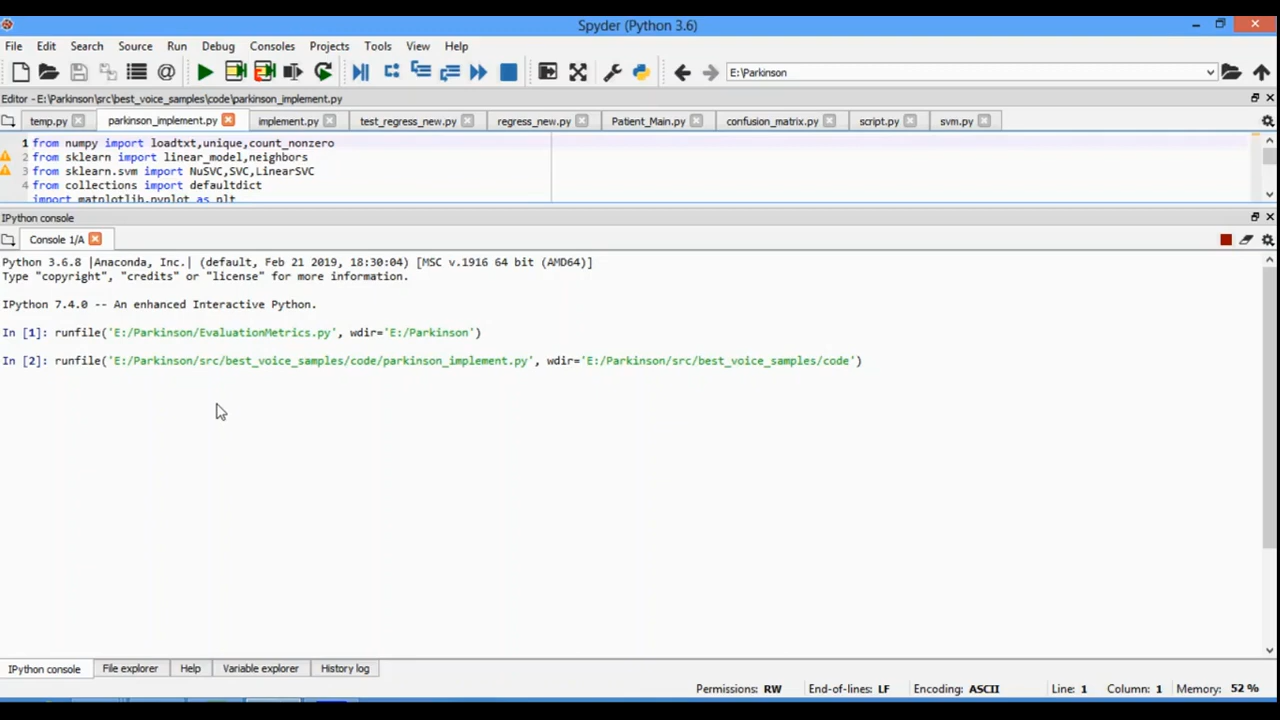 Spyder (Python 3.6)
File Edit Search Source Run Debug Consoles Projects Tools View Help
E:\Parkinson
Editor - E:\Parkinson\src\best_voice_samples\code\parkinson_implement.py
temp.py parkinson_implement.py implement.py test_regress_new.py regress_new.py Patient_Main.py confusion_matrix.py script.py svm.py
1 from numpy import loadtxt,unique,count_nonzero
2 from sklearn import linear_model,neighbors
3 from sklearn.svm import NuSVC,SVC,LinearSVC
4 from collections import defaultdict
import matplotlib.pyplot as plt
IPython console
Console 1/A
Python 3.6.8 |Anaconda, Inc.| (default, Feb 21 2019, 18:30:04) [MSC v.1916 64 bit (AMD64)]
Type "copyright", "credits" or "license" for more information.
IPython 7.4.0 -- An enhanced Interactive Python.
In [1]: runfile('E:/Parkinson/EvaluationMetrics.py', wdir='E:/Parkinson')
In [2]: runfile('E:/Parkinson/src/best_voice_samples/code/parkinson_implement.py', wdir='E:/Parkinson/src/best_voice_samples/code')
IPython console File explorer Help Variable explorer History log
Permissions: RW End-of-lines: LF Encoding: ASCII Line: 1 Column: 1 Memory: 52 %